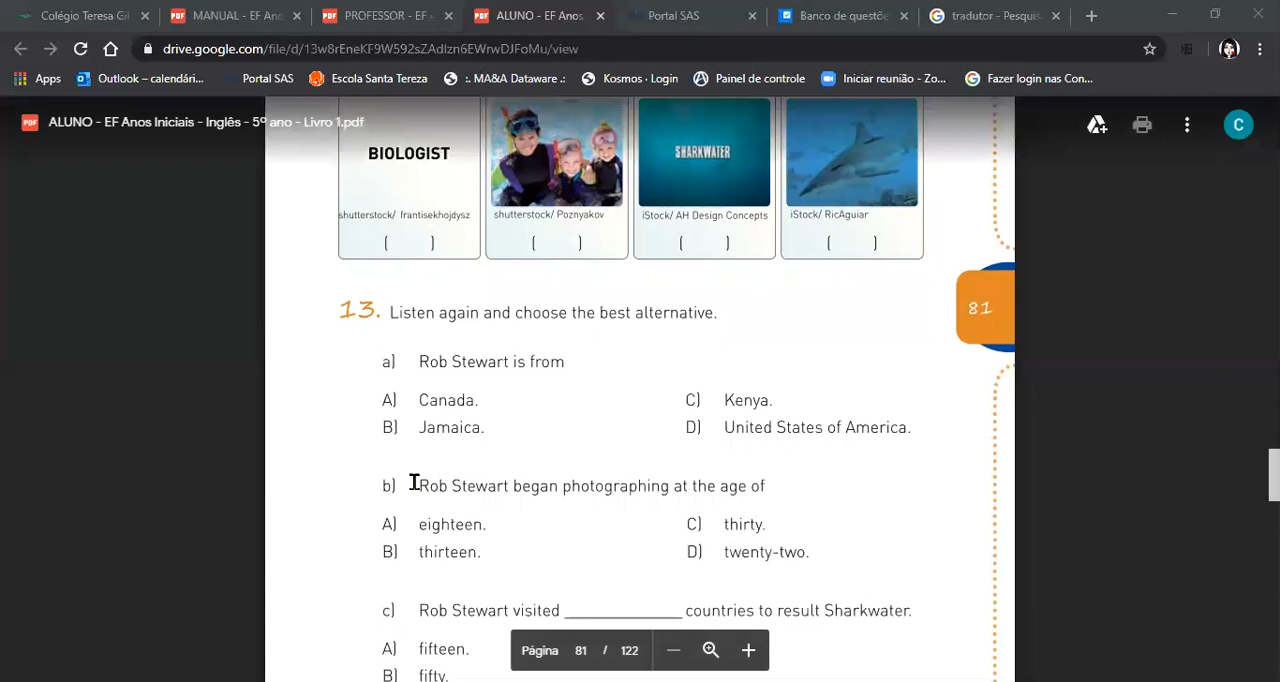 Colégio Teresa Gil
MANUAL - EF An
PROFESSOR - EF
ALUNO - EF Anos
Portal SAS
Banco de questõe
tradutor - Pesquis
drive.google.com/file/d/13w8rEneKF9W592sZAdlzn6EWrwDJFoMu/view
Apps
Outlook – calendári...
Portal SAS
Escola Santa Tereza
:. MA&A Dataware .:
Kosmos · Login
Painel de controle
Iniciar reunião - Zo...
Fazer login nas Con...
ALUNO - EF Anos Iniciais - Inglês - 5º ano - Livro 1.pdf
C
BIOLOGIST
SHARKWATER
shutterstock/ frantisekhojdysz
shutterstock/ Poznyakov
iStock/ AH Design Concepts
iStock/ RicAguiar
( ) ( ) ( ) ( )
13. Listen again and choose the best alternative.
81
a) Rob Stewart is from
A) Canada.
C) Kenya.
B) Jamaica.
D) United States of America.
b) Rob Stewart began photographing at the age of
A) eighteen.
C) thirty.
B) thirteen.
D) twenty-two.
c) Rob Stewart visited ____________ countries to result Sharkwater.
A) fifteen.
B) fifty.
Página 81 / 122